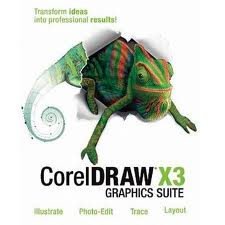 Transform ideas
into professional results!
CorelDRAW X3
GRAPHICS SUITE
Illustrate Photo-Edit Trace Layout